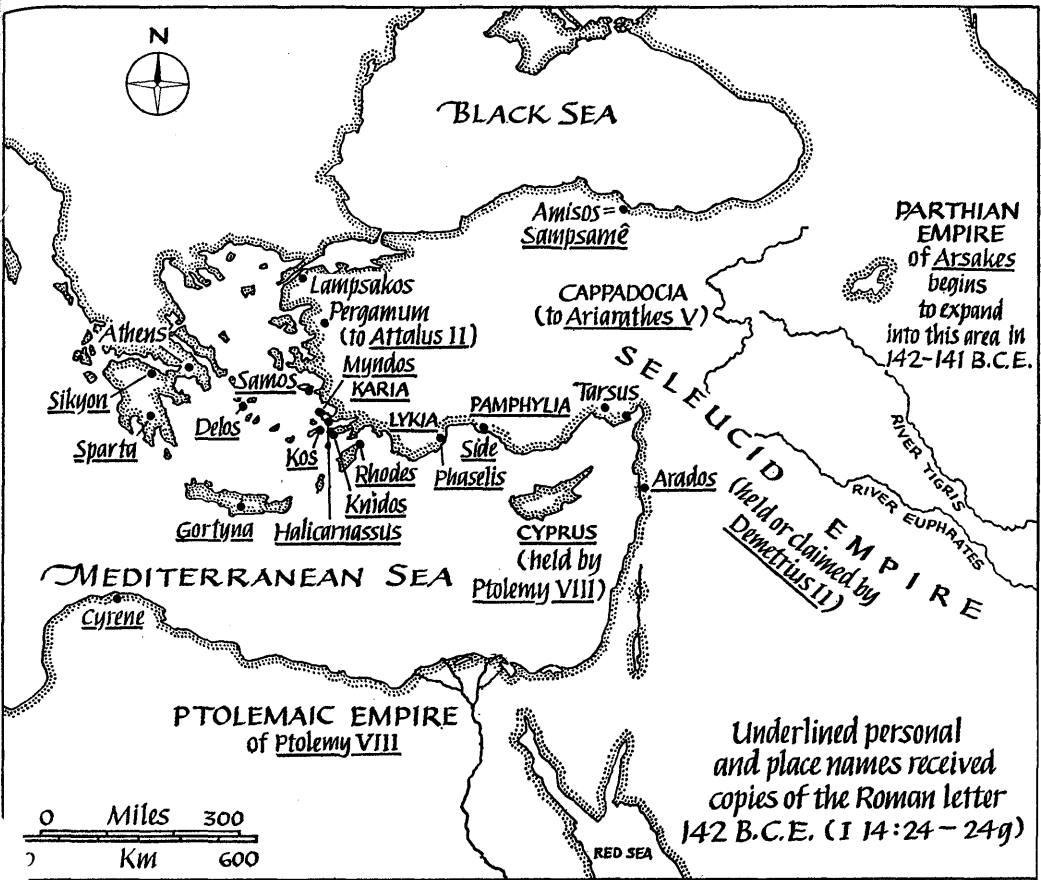 N
BLACK SEA
Amisos=
Sampsamê
PARTHIAN
EMPIRE
of Arsakes
begins
to expand
into this area in
142-141 B.C.E.
Lampsakos
Pergamum
(to Attalus II)
CAPPADOCIA
(to Ariarathes V)
Athens
Myndos
KARIA
Samos
Sikyon
Delos
Sparta
LYKIA
PAMPHYLIA
Tarsus
Kos
Rhodes
Phaselis
Side
Knidos
Gortyna
Halicarnassus
CYPRUS
(held by
Ptolemy VIII)
Arados
SELEUCID EMPIRE
(held or claimed by
Demetrius II)
RIVER TIGRIS
RIVER EUPHRATES
MEDITERRANEAN SEA
Cyrene
PTOLEMAIC EMPIRE
of Ptolemy VIII
Underlined personal
and place names received
copies of the Roman letter
142 B.C.E. (I 14:24-24g)
RED SEA
0 Miles 300
Km 600